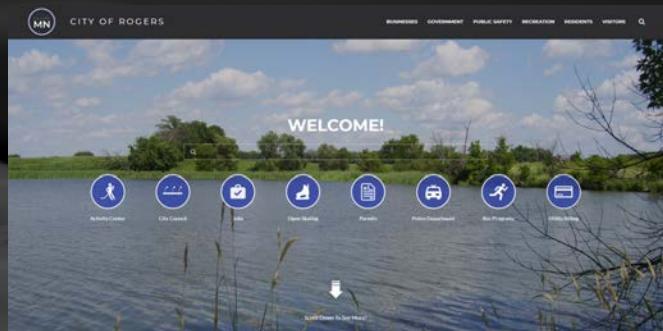 MN
CITY OF ROGERS
BUSINESSES GOVERNMENT PUBLIC SAFETY RECREATION RESIDENTS VISITORS
WELCOME!
Activity Center City Council Jobs Open Skating Permits Police Department Rec Programs Utility Billing
Scroll Down To See More!